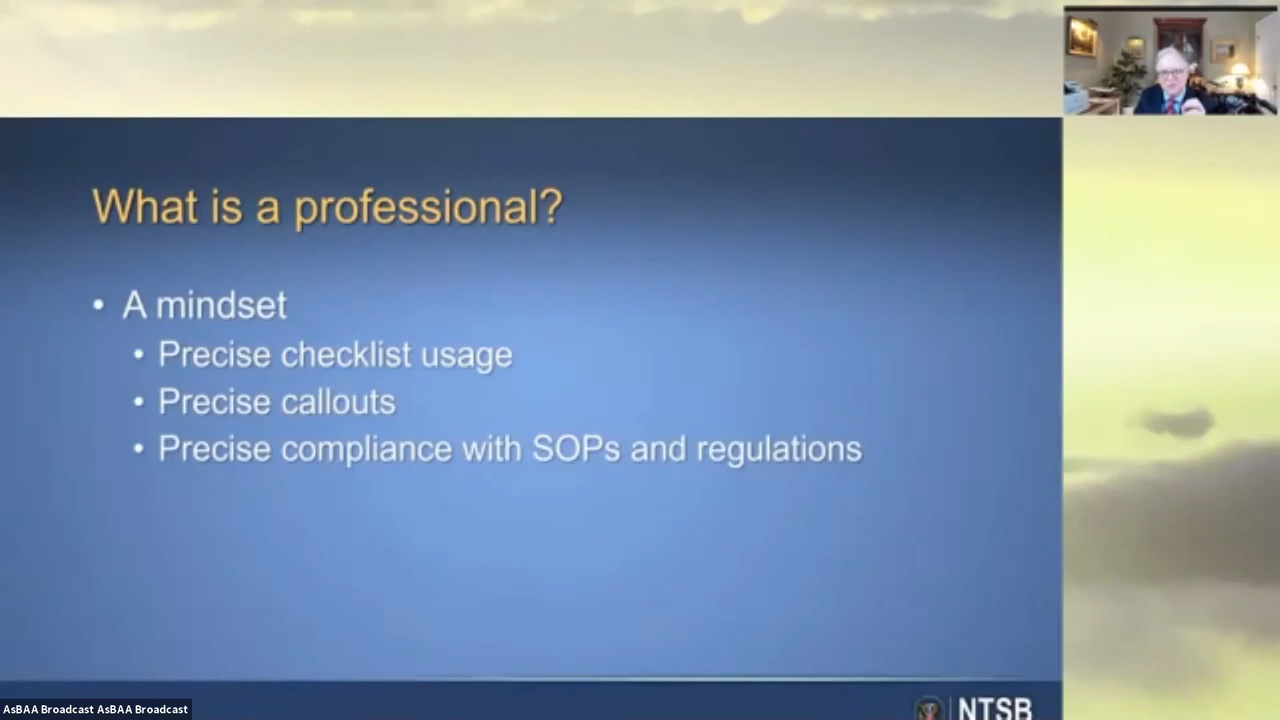 What is a professional?
• A mindset
• Precise checklist usage
• Precise callouts
• Precise compliance with SOPs and regulations
NTSB
AsBAA Broadcast AsBAA Broadcast